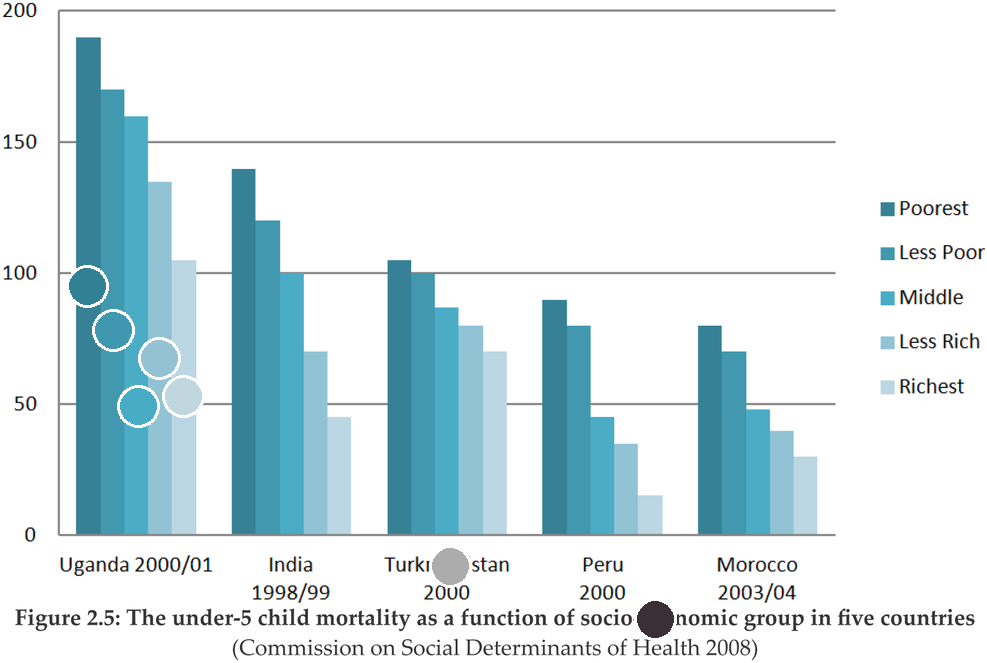 200
150
100
50
0
Poorest
Less Poor
Middle
Less Rich
Richest
Uganda 2000/01
India
1998/99
2000
Peru
2000
Morocco
2003/04
Figure 2.5: The under-5 child mortality as a function of group in five countries
(Commission on Social Determinants of Health 2008)